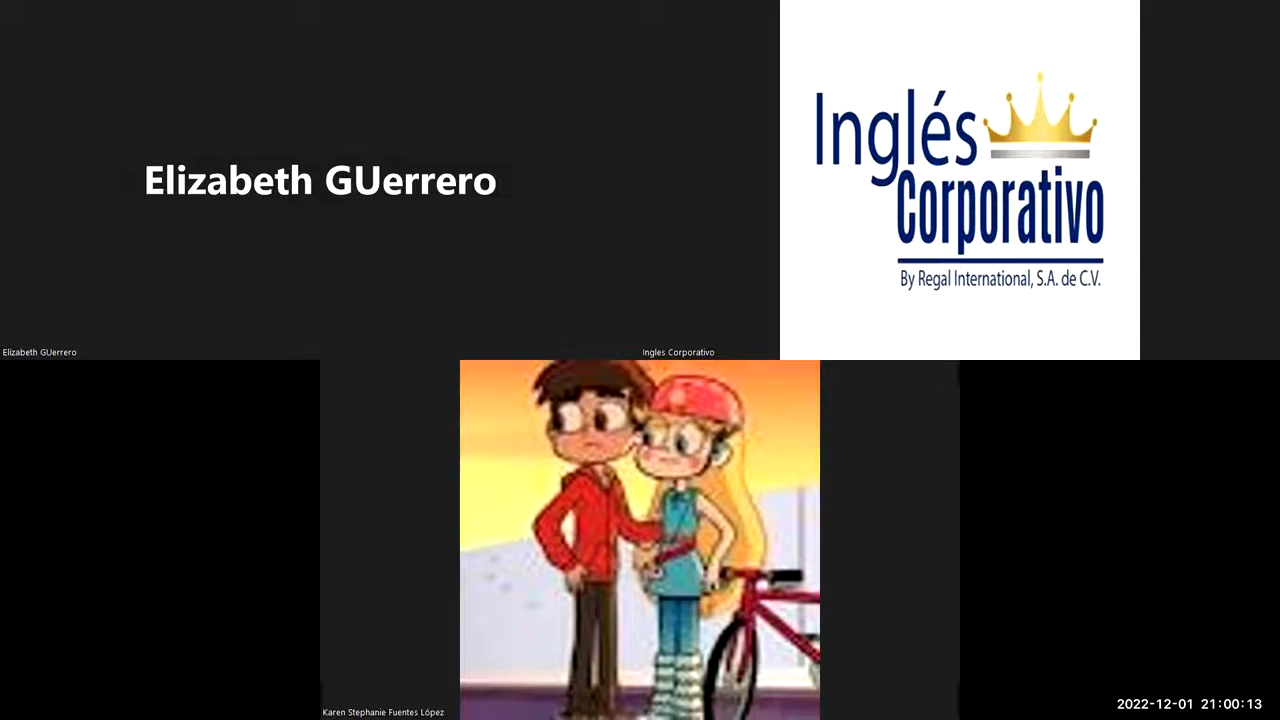 Elizabeth GUerrero
Inglés
Corporativo
By Regal International, S.A. de C.V.
Elizabeth GUerrero
Ingles Corporativo
Karen Stephanie Fuentes López
2022-12-01 21:00:13